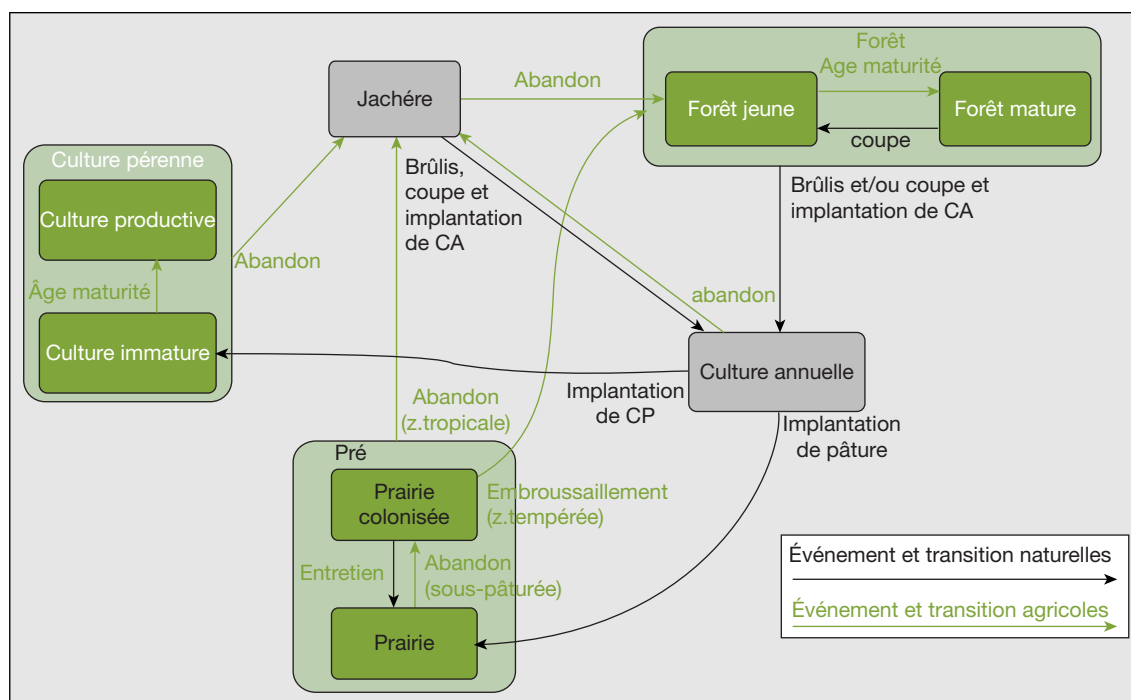 Forêt
Age maturité
Forêt jeune
Forêt mature
coupe
Jachére
Abandon
Culture pérenne
Culture productive
Âge maturité
Culture immature
Abandon
Brûlis,
coupe et
implantation
de CA
Brûlis et/ou coupe et
implantation de CA
abandon
Culture annuelle
Implantation
de CP
Implantation
de pâture
Abandon
(z.tropicale)
Pré
Prairie
colonisée
Embroussaillement
(z.tempérée)
Entretien
Abandon
(sous-pâturée)
Prairie
Événement et transition naturelles
Événement et transition agricoles